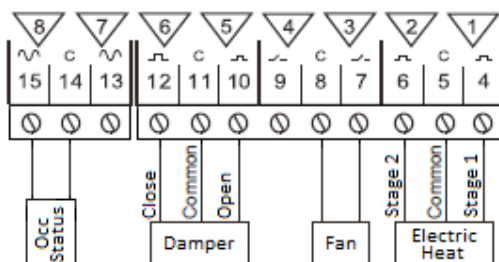 8 7 6 5 4 3 2 1
C C C C
15 14 13 12 11 10 9 8 7 6 5 4
Close Common Open Stage 2 Common Stage 1
Occ Status
Damper
Fan
Electric
Heat